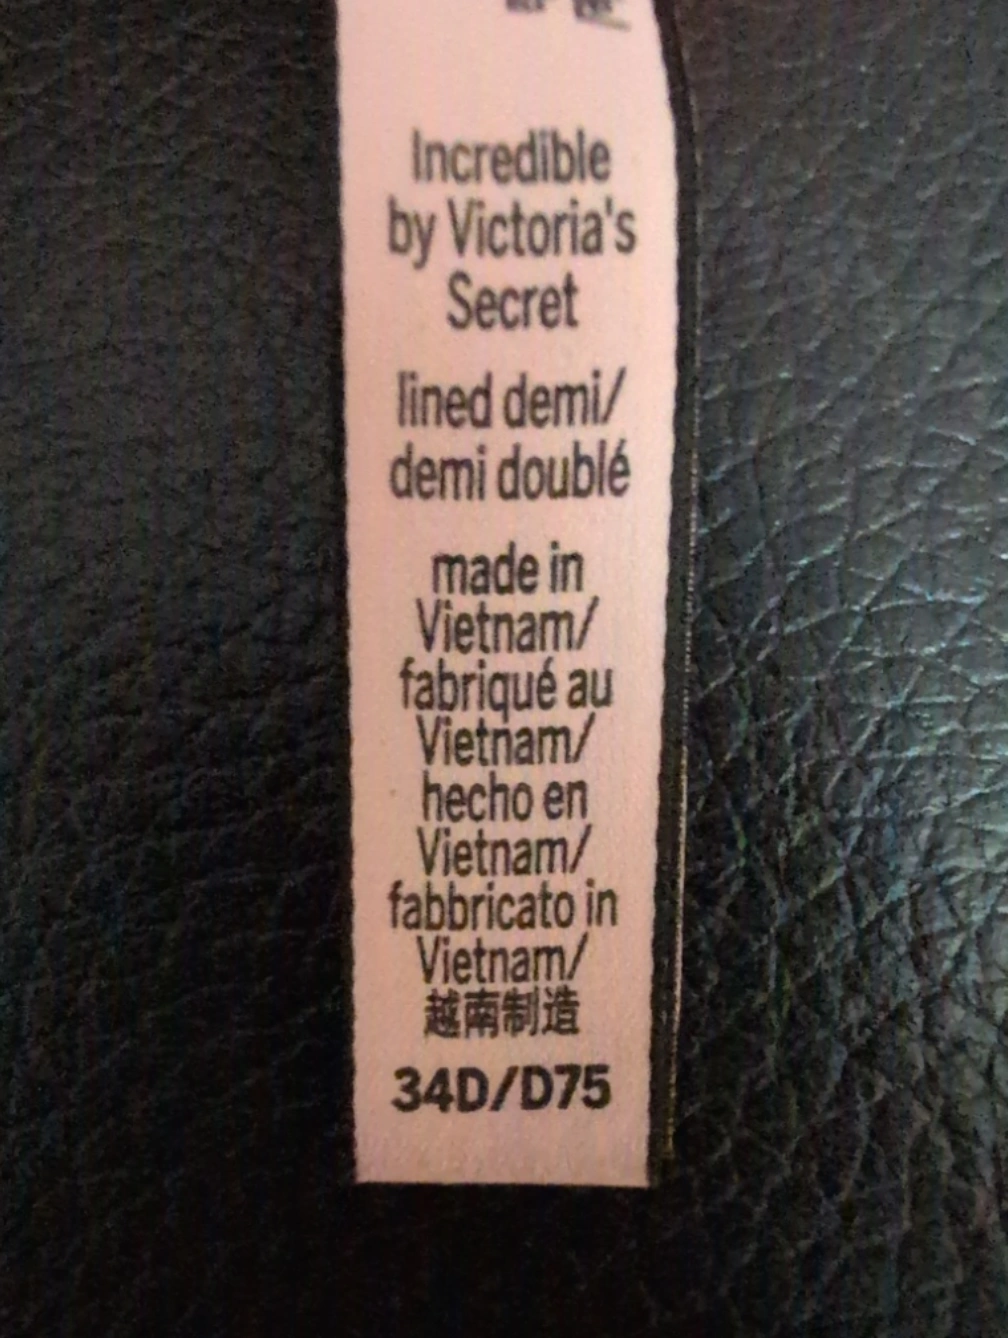 Incredible
by Victoria's
Secret
lined demi/
demi doublé
made in
Vietnam/
fabriqué au
Vietnam/
hecho en
Vietnam/
fabbricato in
Vietnam/
越南制造
34D/D75